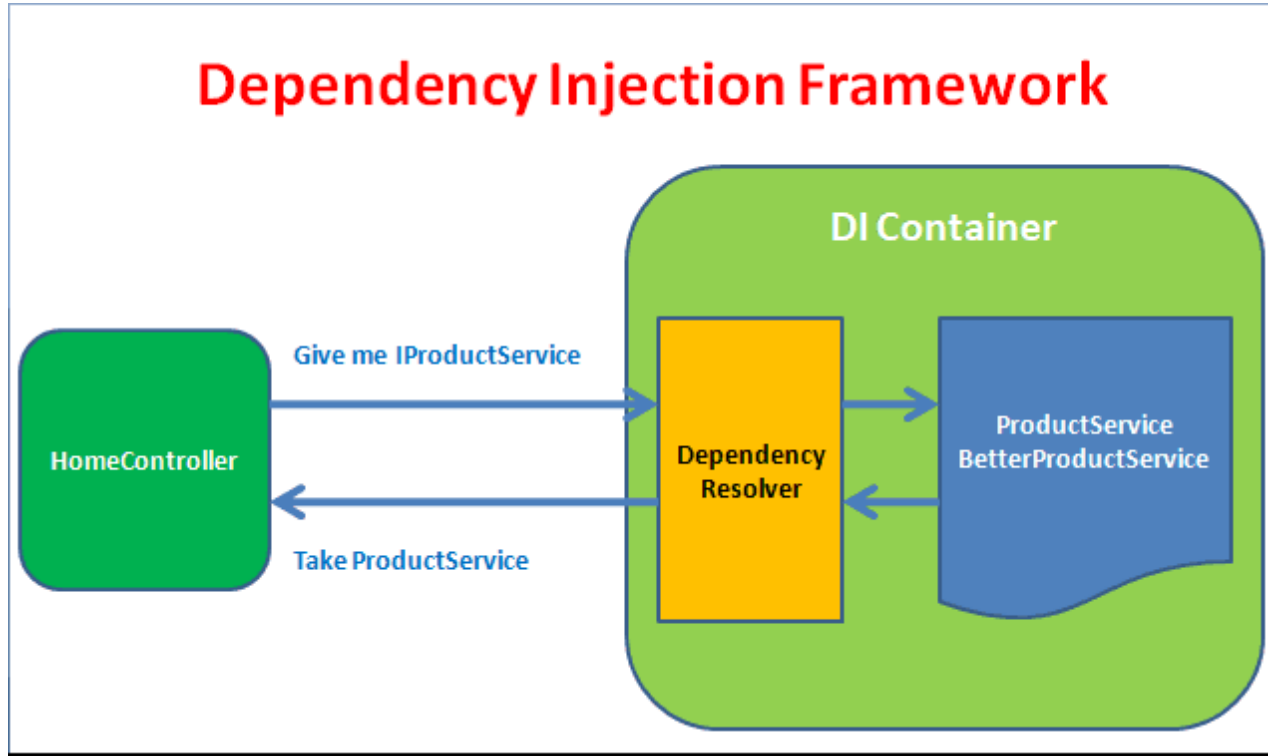 Dependency Injection Framework
DI Container
Give me IProductService
HomeController
Take ProductService
Dependency
Resolver
ProductService
BetterProductService